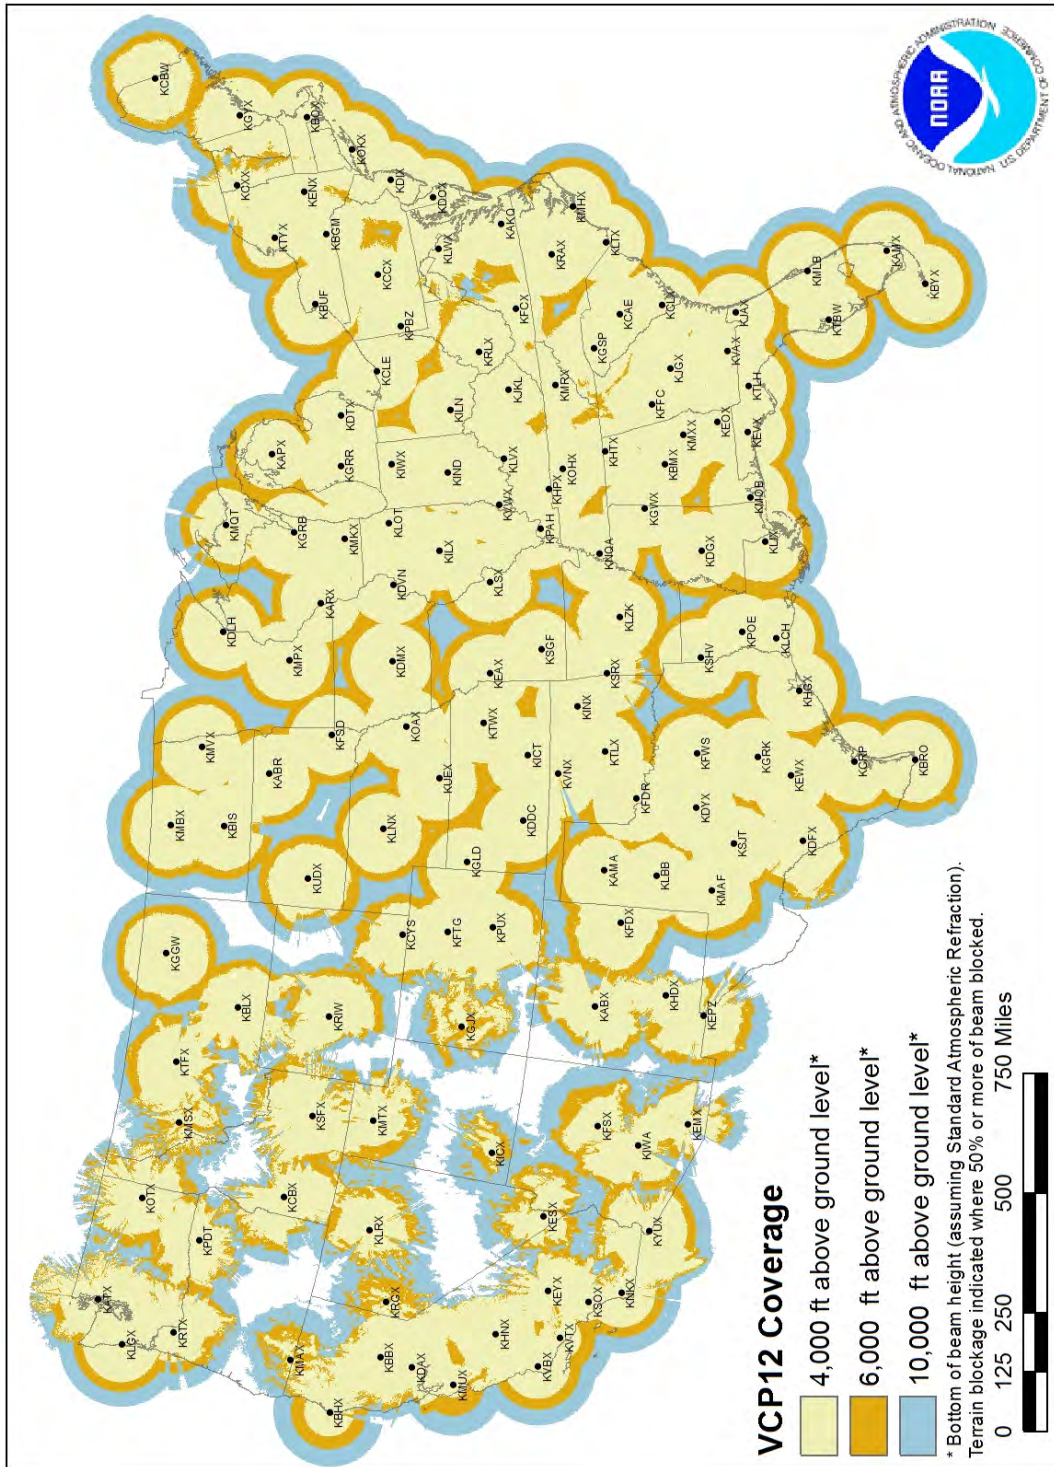 VCP12 Coverage
4,000 ft above ground level*
6,000 ft above ground level*
10,000 ft above ground level*
* Bottom of beam height (assuming Standard Atmospheric Refraction).
Terrain blockage indicated where 50% or more of beam blocked.
0 125 250 500 750 Miles
NATIONAL OCEANIC AND ATMOSPHERIC ADMINISTRATION
U.S. DEPARTMENT OF COMMERCE
NOAA
KATX
KLGX
KRTX
KOTX
KPDT
KMSX
KTFX
KGGW
KBLX
KCBX
KSFX
KRIW
KMTX
KLRX
KRGX
KMAX
KBHX
KBBX
KDAX
KMUX
KHNX
KEYX
KVBX
KVTX
KSOX
KNKX
KYUX
KESX
KICX
KGJX
KFSX
KIWA
KEMX
KABX
KHDX
KEPZ
KMBX
KBIS
KMVX
KABR
KUDX
KFSD
KLNX
KUEX
KOAX
KCYS
KFTG
KPUX
KGLD
KDDC
KTWX
KICT
KVNX
KINX
KTLX
KFDR
KAMA
KLBB
KFDX
KMAF
KSJT
KDYX
KFWS
KGRK
KEWX
KDFX
KCRP
KBRO
KHGX
KLCH
KPOE
KSHV
KSRX
KLZK
KSGF
KEAX
KLSX
KDMX
KDVN
KARX
KMPX
KDLH
KMQT
KGRB
KMKX
KLOT
KILX
KAPX
KGRR
KDTX
KIWX
KIND
KILN
KCLE
KLVX
KVWX
KPAH
KHPX
KOHX
KNQA
KHTX
KGWX
KBMX
KMXX
KDGX
KLIX
KMOB
KEVX
KEOX
KTLH
KFFC
KJGX
KVAX
KJAX
KMLB
KTBW
KAMX
KBYX
KCLX
KCAE
KGSP
KMRX
KJKL
KRLX
KFCX
KRAX
KLTX
KMHX
KAKQ
KLWX
KDOX
KDIX
KPBZ
KCCX
KBUF
KBGM
KTYX
KENX
KCXX
KOKX
KBOX
KGYX
KCBW